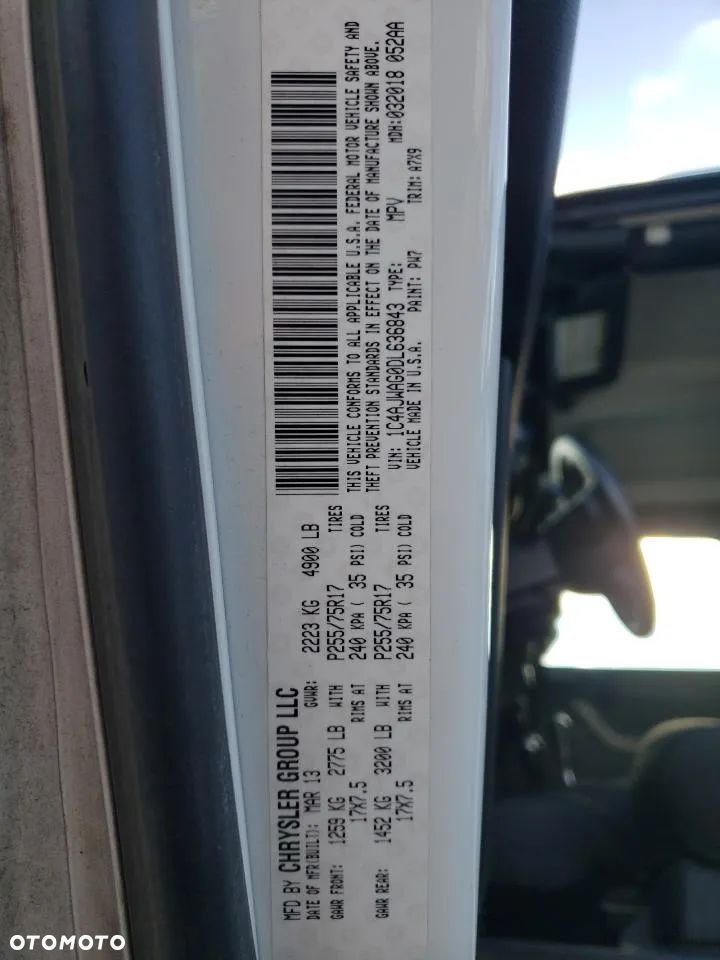 MFD BY CHRYSLER GROUP LLC
DATE OF MFR(BUILT): MAR 13 GVWR: 2223 KG 4900 LB
GAWR FRONT: 1259 KG 2775 LB WITH P255/75R17 TIRES
17X7.5 RIMS AT 240 KPA ( 35 PSI) COLD
GAWR REAR: 1452 KG 3200 LB WITH P255/75R17 TIRES
17X7.5 RIMS AT 240 KPA ( 35 PSI) COLD
THIS VEHICLE CONFORMS TO ALL APPLICABLE U.S.A. FEDERAL MOTOR VEHICLE SAFETY AND
THEFT PREVENTION STANDARDS IN EFFECT ON THE DATE OF MANUFACTURE SHOWN ABOVE.
VIN: 1C4AJWAG0DL636843 TYPE: MPV MDH:032018 052AA
VEHICLE MADE IN U.S.A. PAINT: PW7 TRIM: A7X9
OTOMOTO